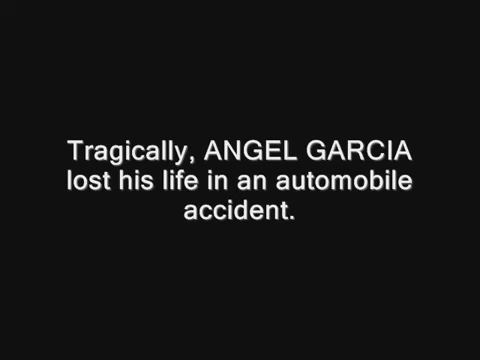 Tragically, ANGEL GARCIA
lost his life in an automobile
accident.